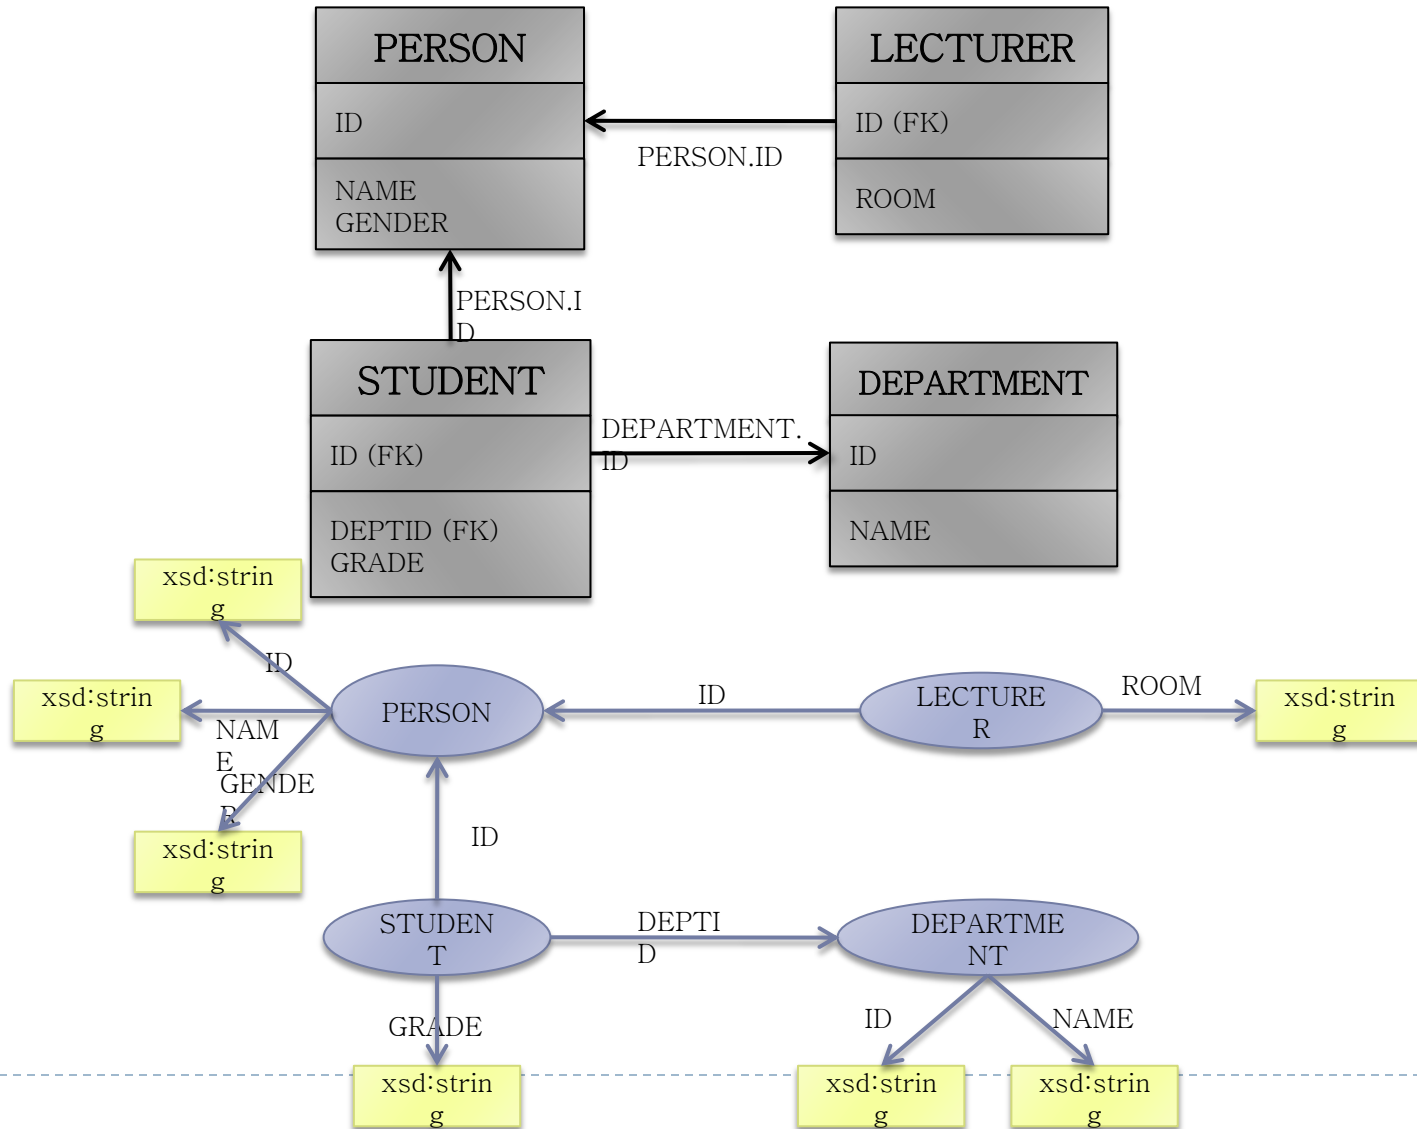 PERSON
ID
NAME
GENDER
LECTURER
ID (FK)
ROOM
PERSON.ID
PERSON.I
D
STUDENT
ID (FK)
DEPTID (FK)
GRADE
DEPARTMENT.
ID
DEPARTMENT
ID
NAME
xsd:strin
g
ID
xsd:strin
g
NAM
E
GENDE
R
xsd:strin
g
PERSON
ID
LECTURE
R
ROOM
xsd:strin
g
ID
STUDEN
T
DEPTI
D
DEPARTME
NT
GRADE
xsd:strin
g
ID
NAME
xsd:strin
g
xsd:strin
g